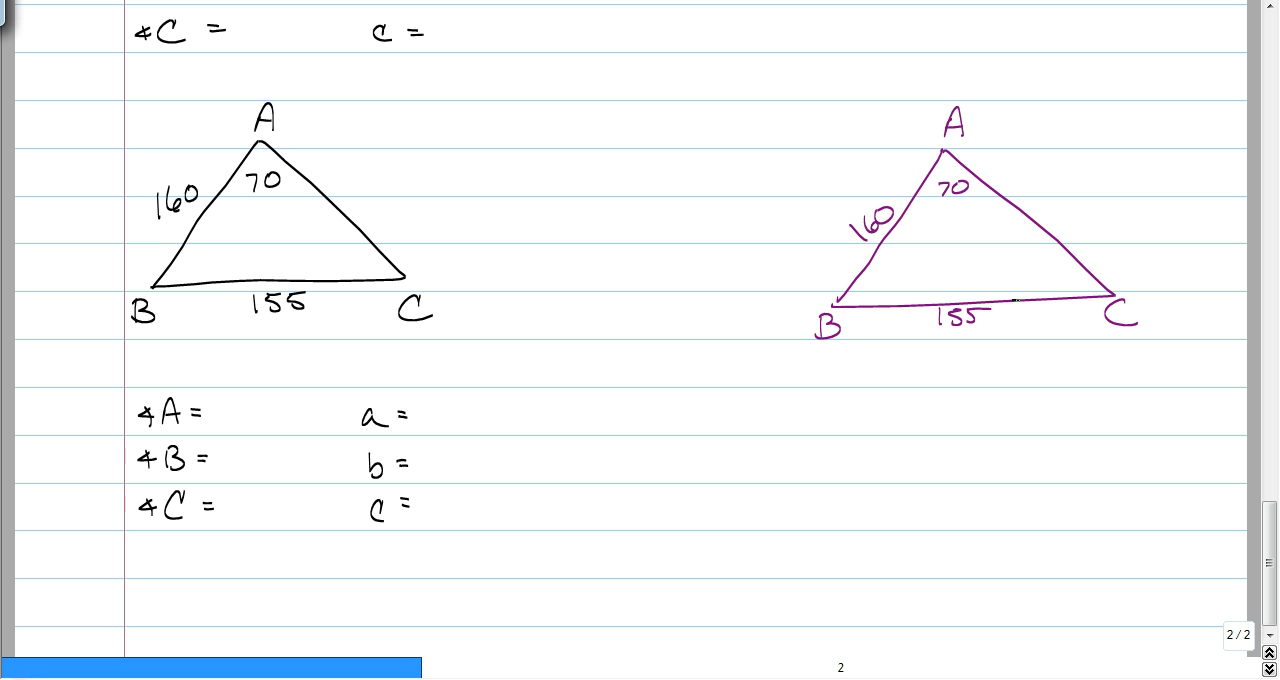 ∡C =    c =
A    A
160    70    160    70
B    155    C    B    155    C
∡A =    a =
∡B =    b =
∡C =    c =
2 / 2
2